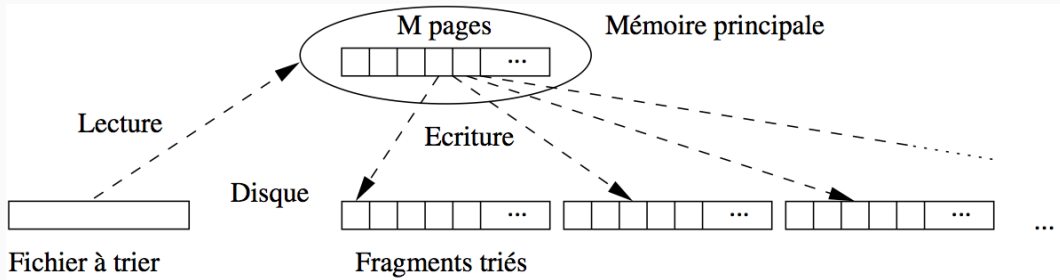 M pages
Mémoire principale
...
Lecture
Ecriture
Disque
... ... ... ...
Fichier à trier
Fragments triés